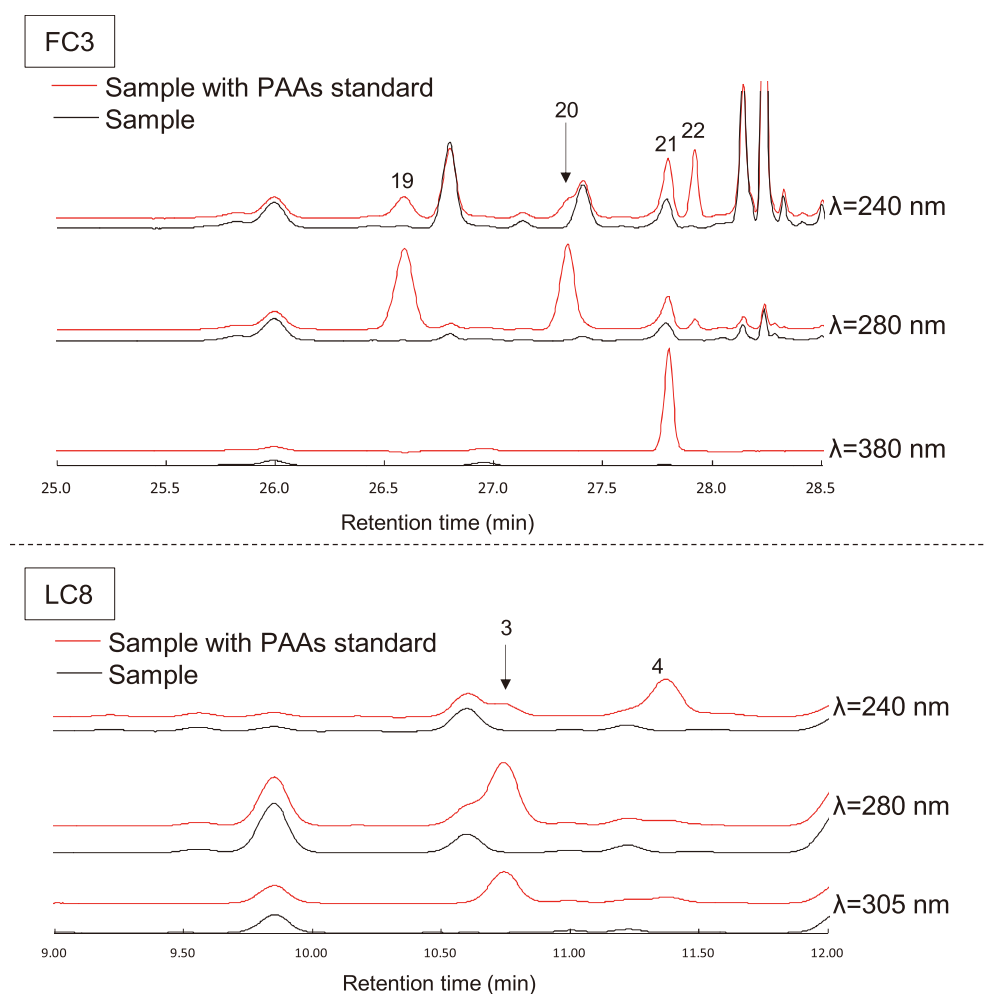 FC3
Sample with PAAs standard
Sample
19
20
21
22
λ=240 nm
λ=280 nm
λ=380 nm
25.0 25.5 26.0 26.5 27.0 27.5 28.0 28.5
Retention time (min)
LC8
Sample with PAAs standard
Sample
3
4
λ=240 nm
λ=280 nm
λ=305 nm
9.00 9.50 10.00 10.50 11.00 11.50 12.00
Retention time (min)